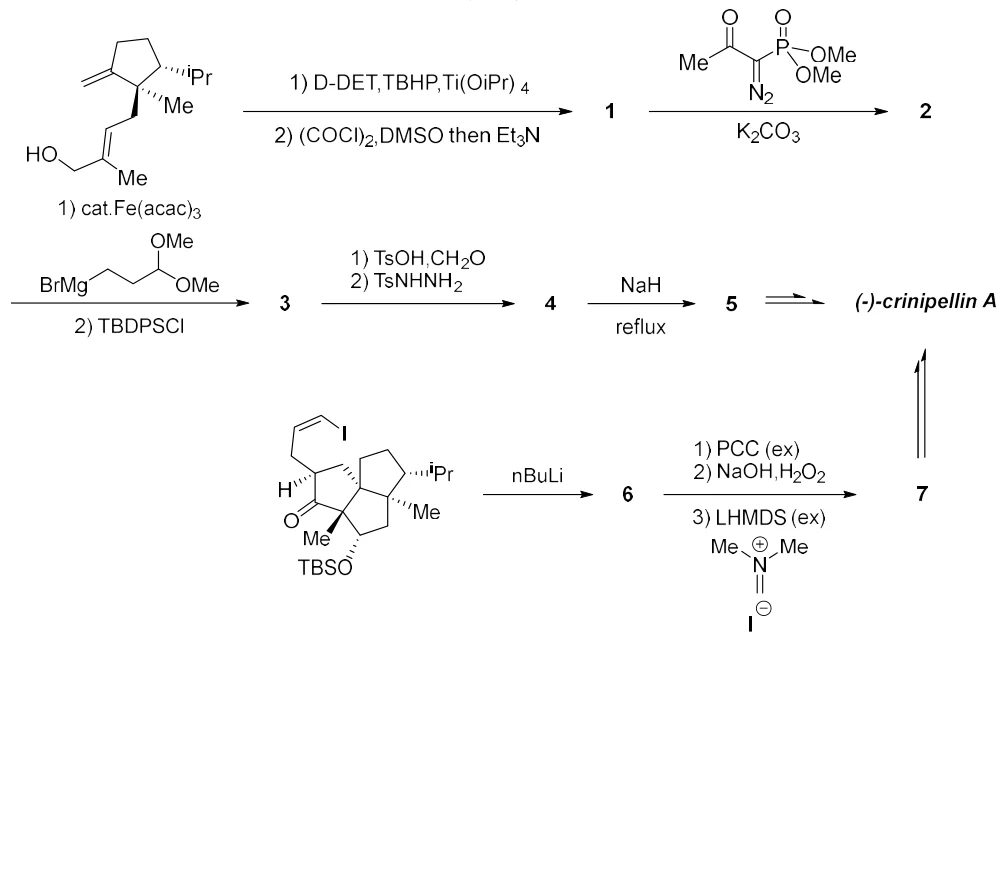 O
O
P
OMe
OMe
Me
N2
iPr
Me
HO
Me
1) D-DET,TBHP,Ti(OiPr) 4
2) (COCl)2,DMSO then Et3N
1
K2CO3
2
1) cat.Fe(acac)3
OMe
BrMg
OMe
2) TBDPSCl
3
1) TsOH,CH2O
2) TsNHNH2
4
NaH
reflux
5
(-)-crinipellin A
I
iPr
H
O
Me
Me
TBSO
nBuLi
6
1) PCC (ex)
2) NaOH,H2O2
3) LHMDS (ex)
7
Me
+
Me
N
−
I